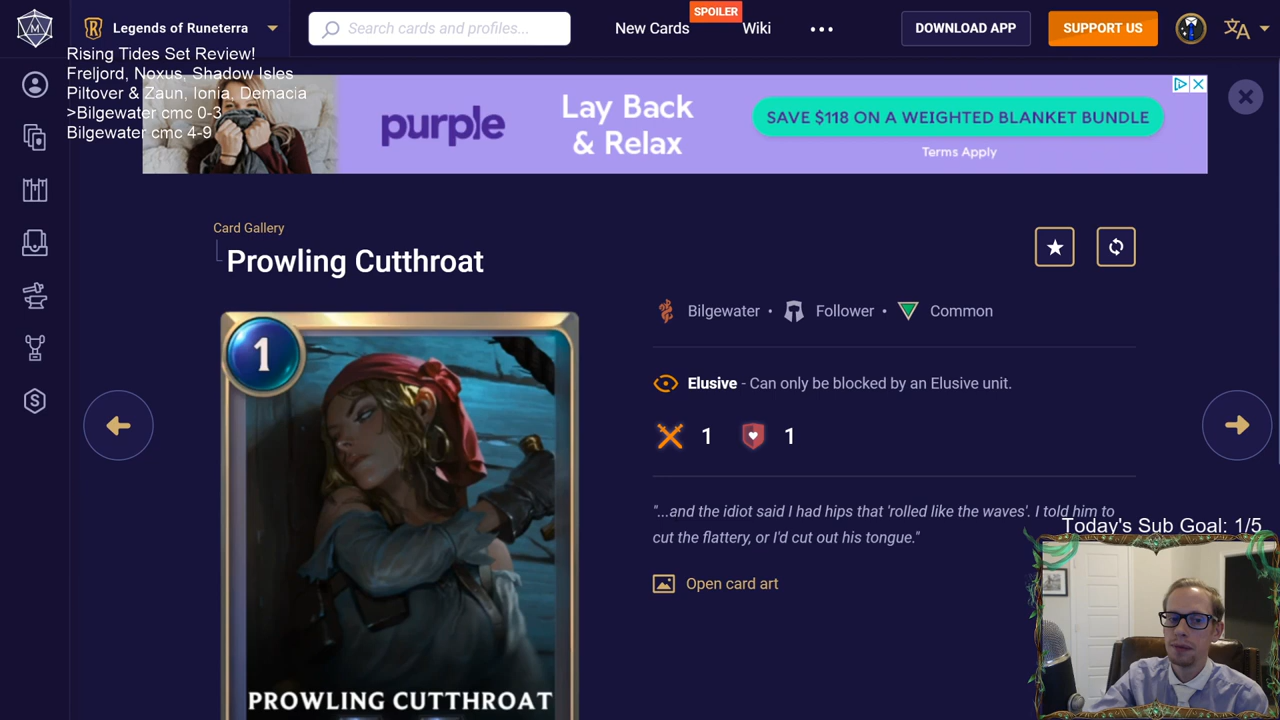 Legends of Runeterra
Search cards and profiles...
New Cards
SPOILER
Wiki
DOWNLOAD APP
SUPPORT US
Rising Tides Set Review!
Freljord, Noxus, Shadow Isles
Piltover & Zaun, Ionia, Demacia
>Bilgewater cmc 0-3
Bilgewater cmc 4-9
purple
Lay Back
& Relax
SAVE $118 ON A WEIGHTED BLANKET BUNDLE
Terms Apply
Card Gallery
Prowling Cutthroat
Bilgewater • Follower • Common
Elusive - Can only be blocked by an Elusive unit.
1 1
"...and the idiot said I had hips that 'rolled like the waves'. I told him to
cut the flattery, or I'd cut out his tongue."
Open card art
1
PROWLING CUTTHROAT
Today's Sub Goal: 1/5